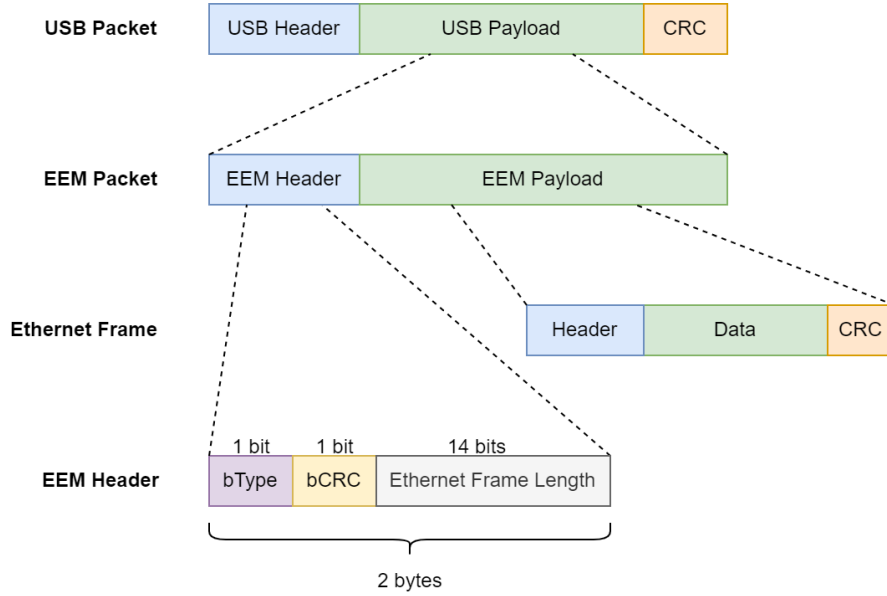 USB Packet USB Header USB Payload CRC
EEM Packet EEM Header EEM Payload
Ethernet Frame Header Data CRC
1 bit 1 bit 14 bits
EEM Header bType bCRC Ethernet Frame Length
2 bytes